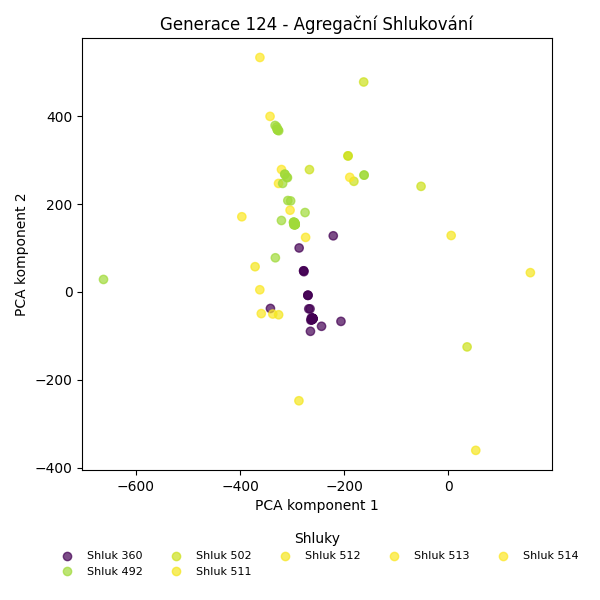 Generace 124 - Agregační Shlukování
PCA komponent 2
400
200
0
−200
−400
−600
−400
−200
0
PCA komponent 1
Shluky
Shluk 360
Shluk 502
Shluk 512
Shluk 513
Shluk 514
Shluk 492
Shluk 511